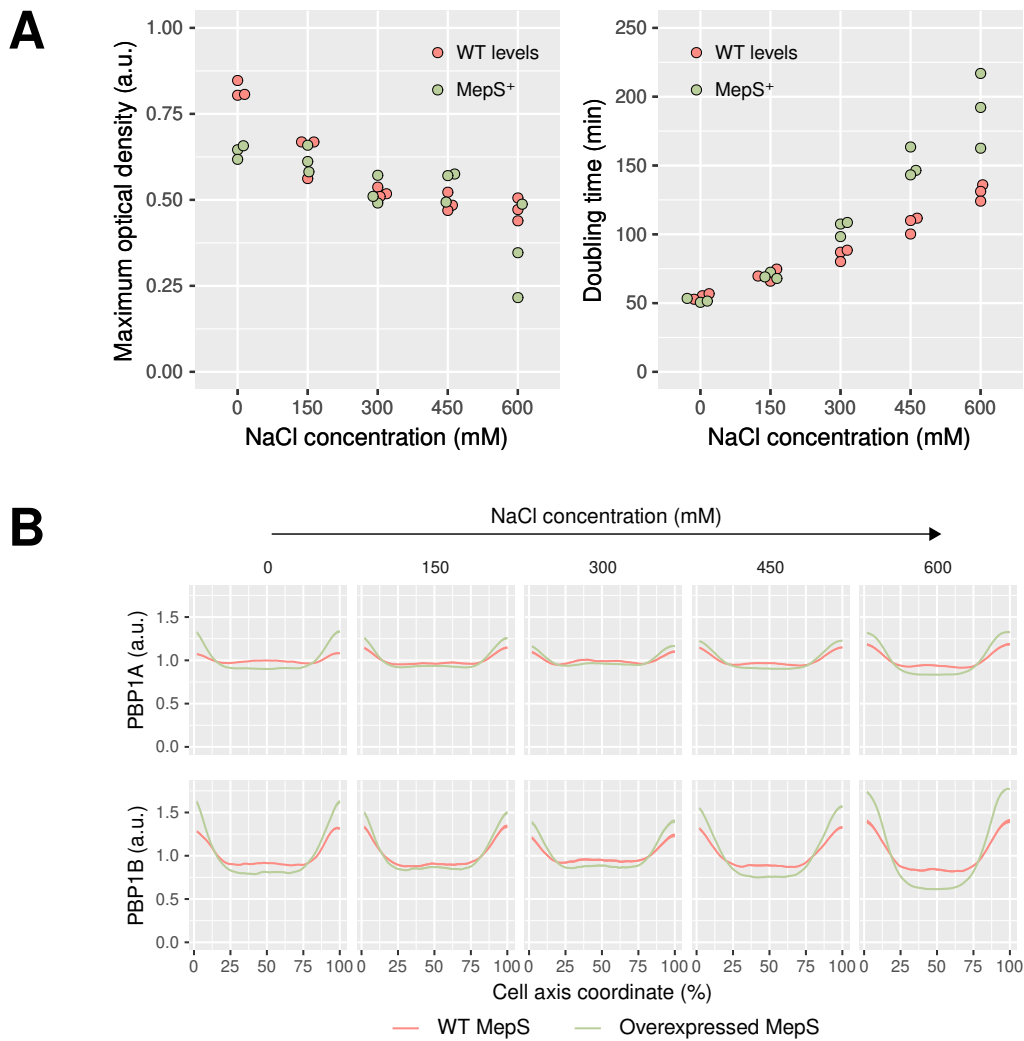 A
Maximum optical density (a.u.)
1.00
0.75
0.50
0.25
0.00
WT levels
MepS⁺
0 150 300 450 600
NaCl concentration (mM)
Doubling time (min)
250
200
150
100
50
0
WT levels
MepS⁺
0 150 300 450 600
NaCl concentration (mM)
B
NaCl concentration (mM)
0 150 300 450 600
PBP1A (a.u.)
1.5
1.0
0.5
0.0
PBP1B (a.u.)
1.5
1.0
0.5
0.0
0 25 50 75 100 0 25 50 75 100 0 25 50 75 100 0 25 50 75 100 0 25 50 75 100
Cell axis coordinate (%)
WT MepS Overexpressed MepS